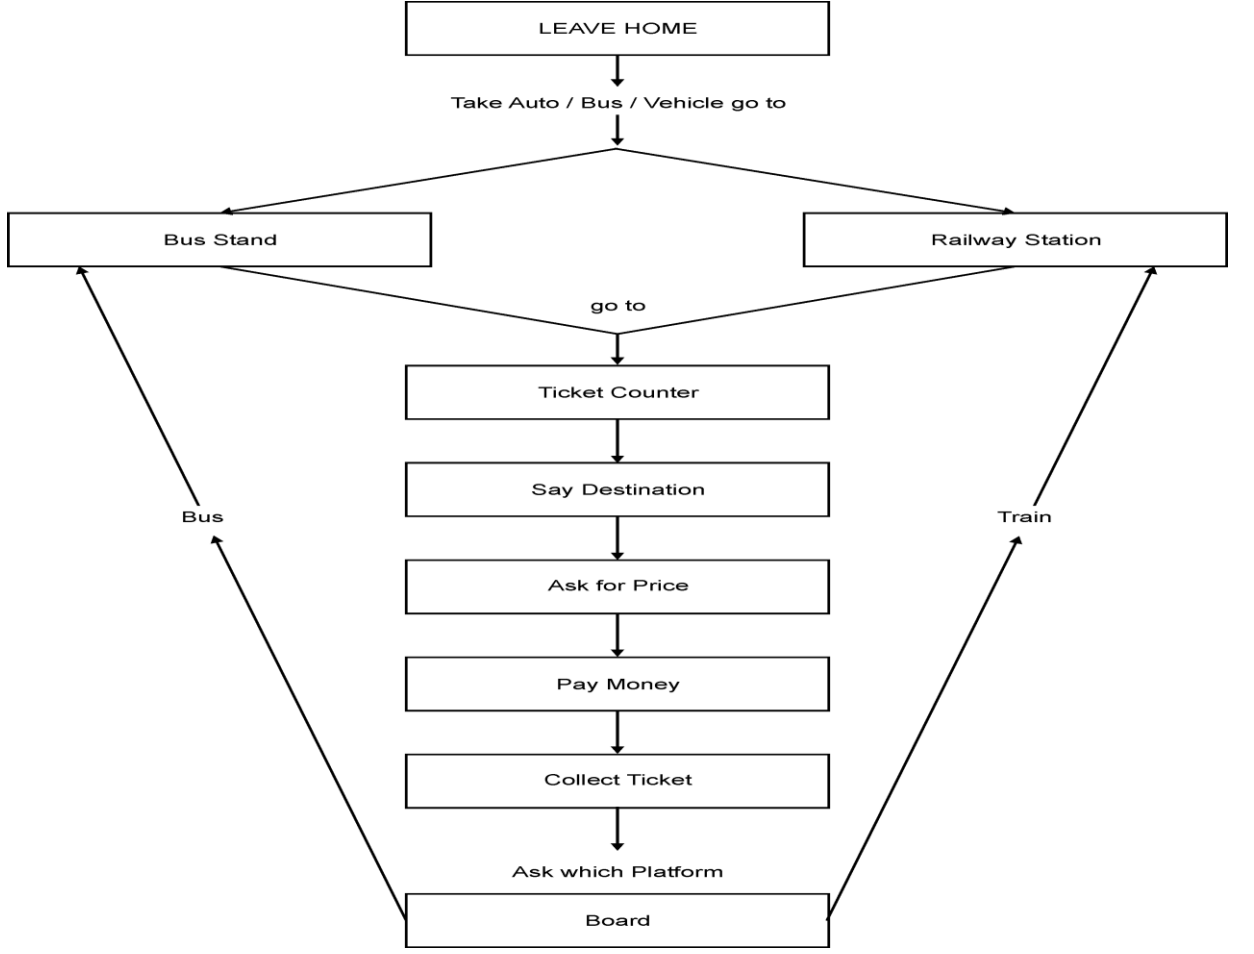 LEAVE HOME
Take Auto / Bus / Vehicle go to
Bus Stand
Railway Station
go to
Ticket Counter
Say Destination
Bus
Train
Ask for Price
Pay Money
Collect Ticket
Ask which Platform
Board